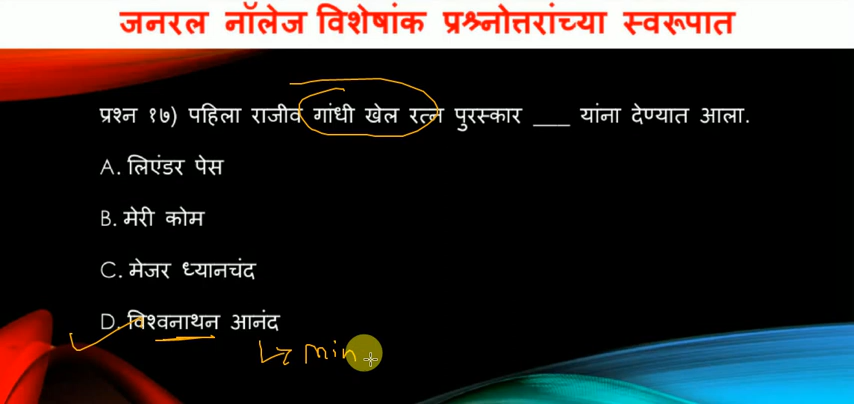 जनरल नॉलेज विशेषांक प्रश्नोत्तरांच्या स्वरूपात
प्रश्न १७) पहिला राजीव गांधी खेल रत्न पुरस्कार ___ यांना देण्यात आला.
A. लिएंडर पेस
B. मेरी कोम
C. मेजर ध्यानचंद
D. विश्वनाथन आनंद
min